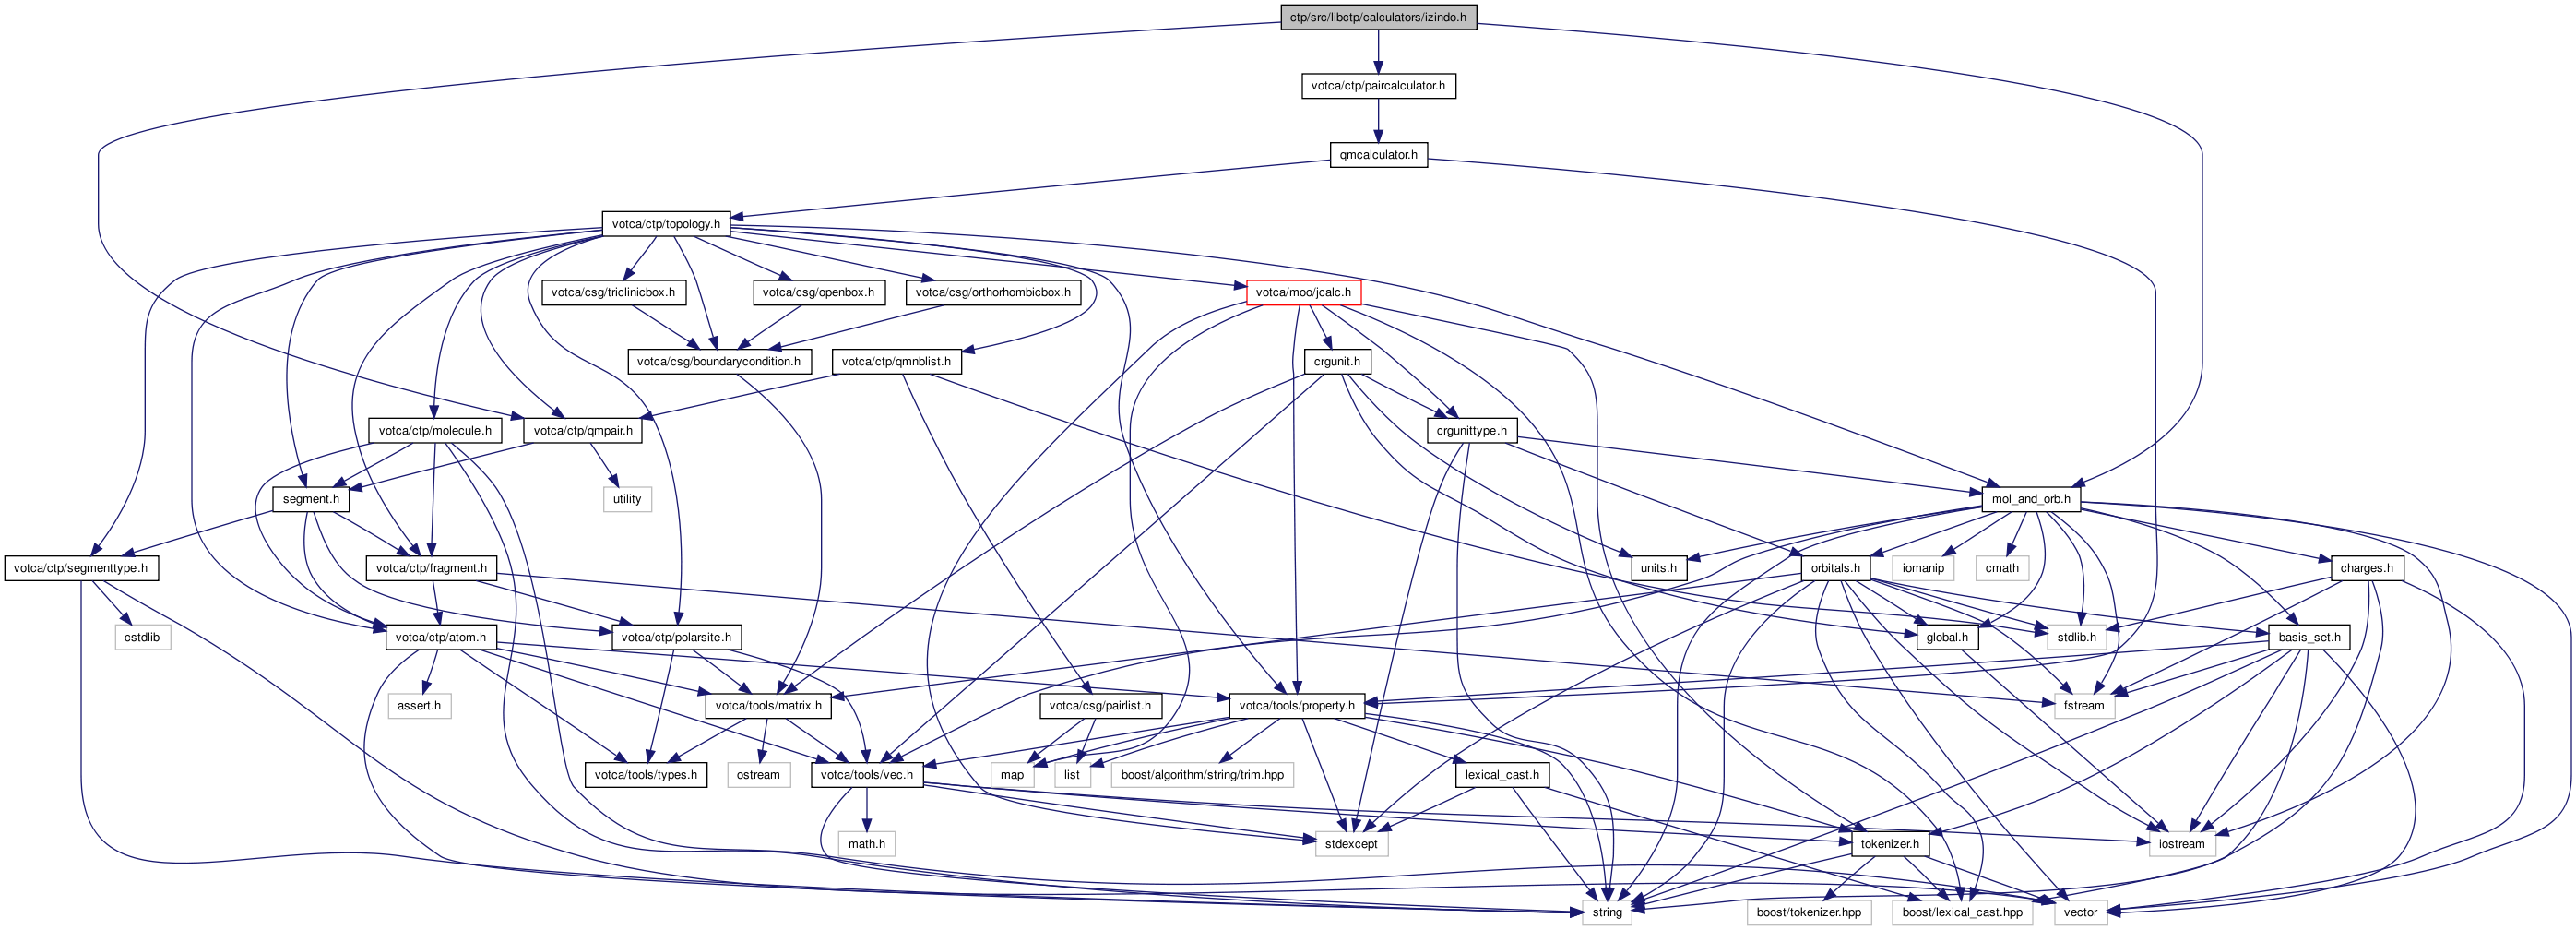 ctp/src/libctp/calculators/izindo.h
votca/ctp/paircalculator.h
qmcalculator.h
votca/ctp/topology.h
votca/csg/triclinicbox.h
votca/csg/openbox.h
votca/csg/orthorhombicbox.h
votca/moo/jcalc.h
votca/csg/boundarycondition.h
votca/ctp/qmnblist.h
crgunit.h
votca/ctp/molecule.h
votca/ctp/qmpair.h
crgunittype.h
segment.h
utility
mol_and_orb.h
votca/ctp/segmenttype.h
votca/ctp/fragment.h
units.h
orbitals.h
iomanip
cmath
charges.h
cstdlib
votca/ctp/atom.h
votca/ctp/polarsite.h
global.h
stdlib.h
basis_set.h
assert.h
votca/tools/matrix.h
votca/csg/pairlist.h
votca/tools/property.h
fstream
votca/tools/types.h
ostream
votca/tools/vec.h
map
list
boost/algorithm/string/trim.hpp
lexical_cast.h
math.h
stdexcept
tokenizer.h
iostream
string
boost/tokenizer.hpp
boost/lexical_cast.hpp
vector